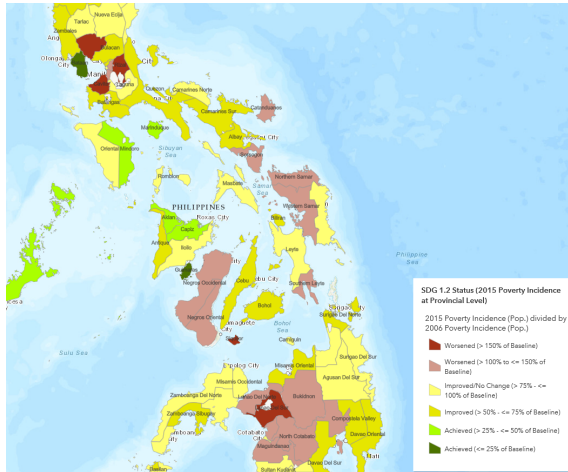 Nueva Ecija
Tarlac
Zambales
Bulacan
Olonga
City
City
Manil
Laguna
Quezon
Batangas
Camarines Norte
Camarines Sur
Catanduanes
Albay
Sorsogon
Marinduque
Oriental Mindoro
Sibuyan
Sea
Romblon
Masbate
Samar
Sea
Northern Samar
Western Samar
PHILIPPINES
Roxas City
Aklan
Capiz
Antique
Iloilo
Biliran
Leyte
Southern Leyte
Negros Occidental
Cebu
Bohol
Negros Oriental
Bohol
Sea
Camiguin
Surigao Del Norte
Surigao Del Sur
Agusan Del Sur
Philippine
Sea
Sulu Sea
Misamis Oriental
Misamis Occidental
Zamboanga Del Norte
Zamboanga Sibugay
Bukidnon
Compostela Valley
Davao Oriental
Cotabato
City
North Cotabato
Maguindanao
Davao Del Sur
Sultan Kudarat
Basilan
SDG 1.2 Status (2015 Poverty Incidence
at Provincial Level)
2015 Poverty Incidence (Pop.) divided by
2006 Poverty Incidence (Pop.)
Worsened (> 150% of Baseline)
Worsened (> 100% to <= 150% of
Baseline)
Improved/No Change (> 75% - <=
100% of Baseline)
Improved (> 50% - <= 75% of Baseline)
Achieved (> 25% - <= 50% of Baseline)
Achieved (<= 25% of Baseline)